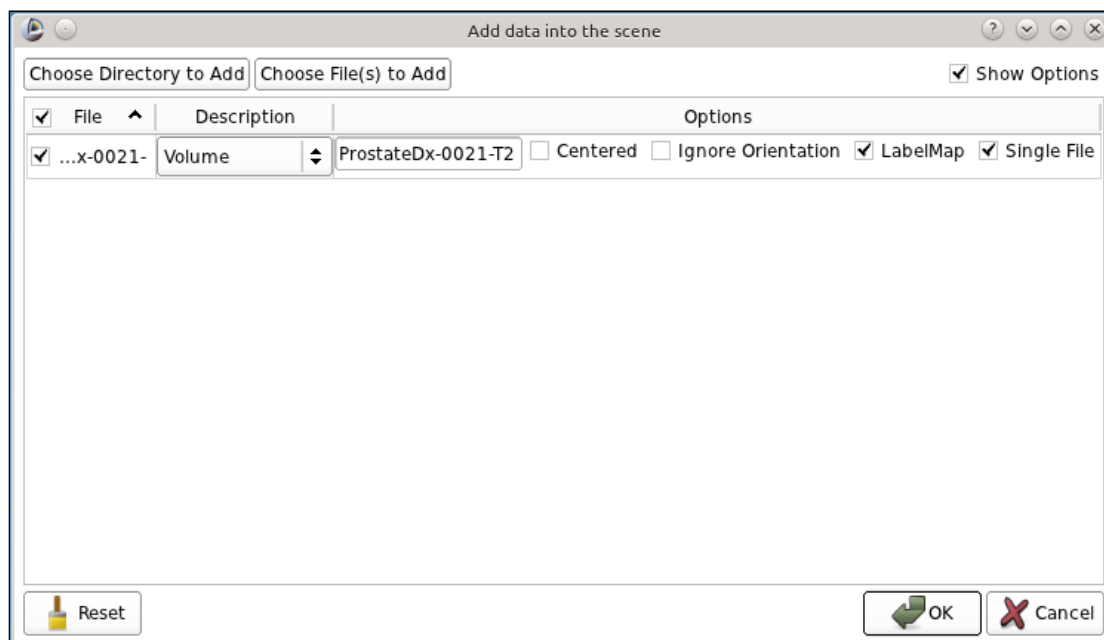 Add data into the scene
Choose Directory to Add Choose File(s) to Add Show Options
File Description Options
...x-0021- Volume ProstateDx-0021-T2 Centered Ignore Orientation LabelMap Single File
Reset OK Cancel